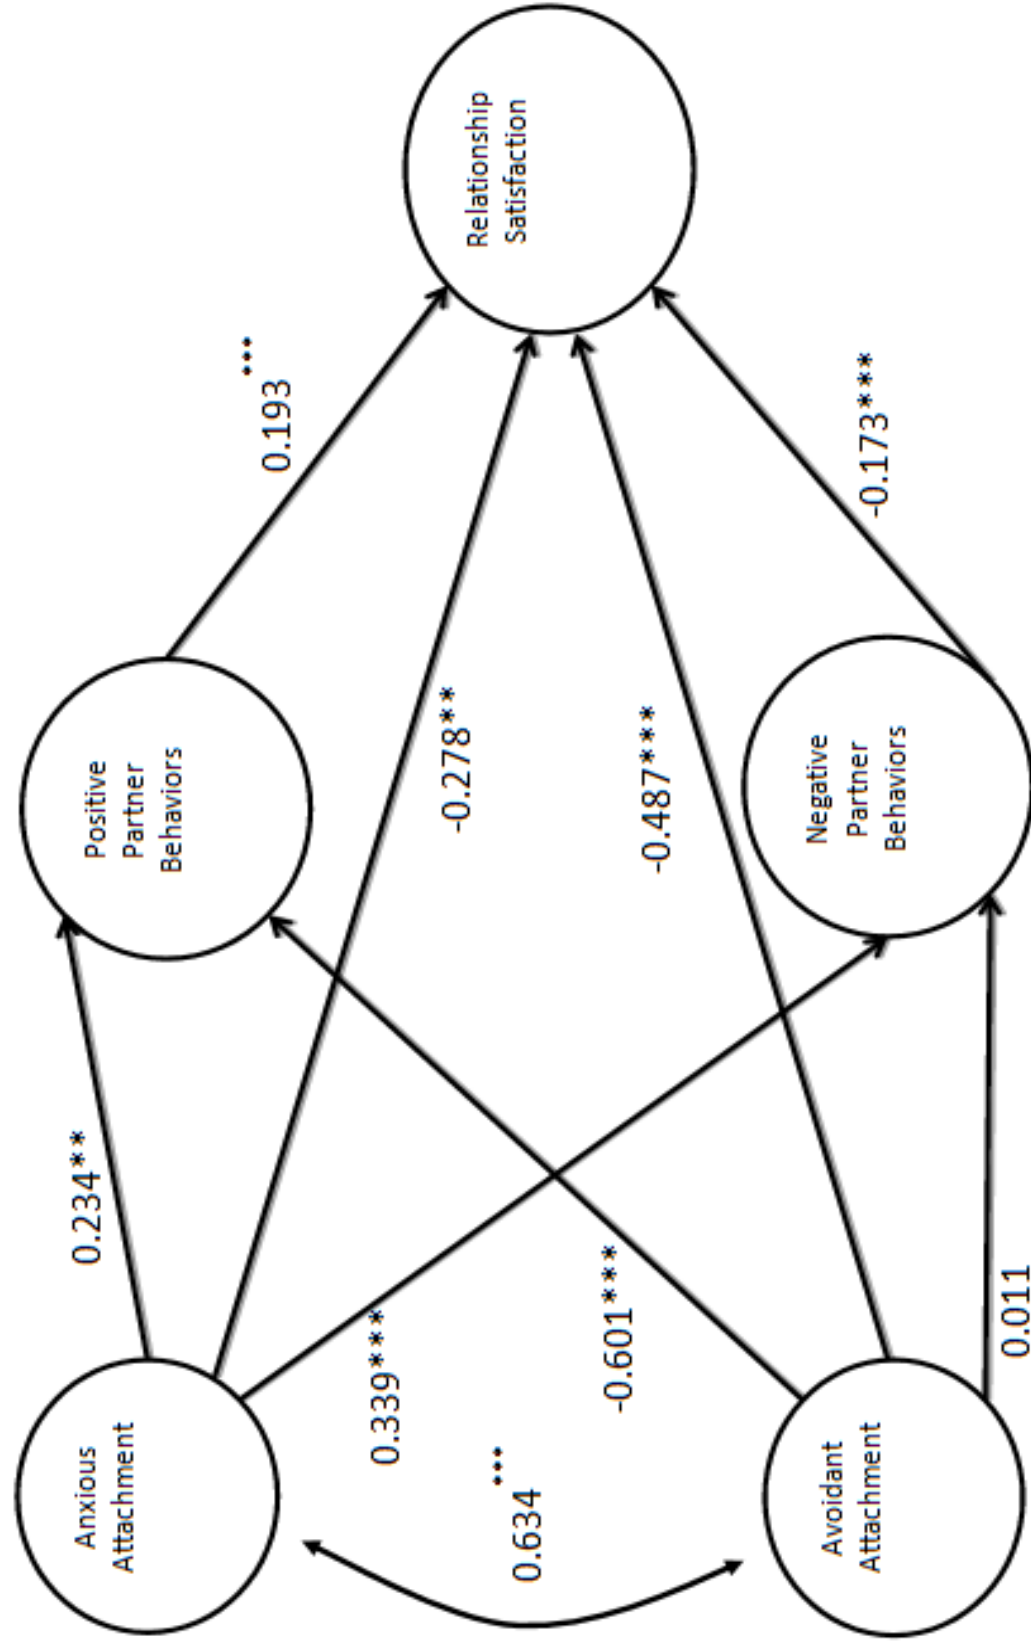 Anxious
Attachment
0.234**
Positive
Partner
Behaviors
0.193***
Relationship
Satisfaction
-0.278**
0.339***
0.634***
-0.601***
-0.487***
Avoidant
Attachment
0.011
Negative
Partner
Behaviors
-0.173***